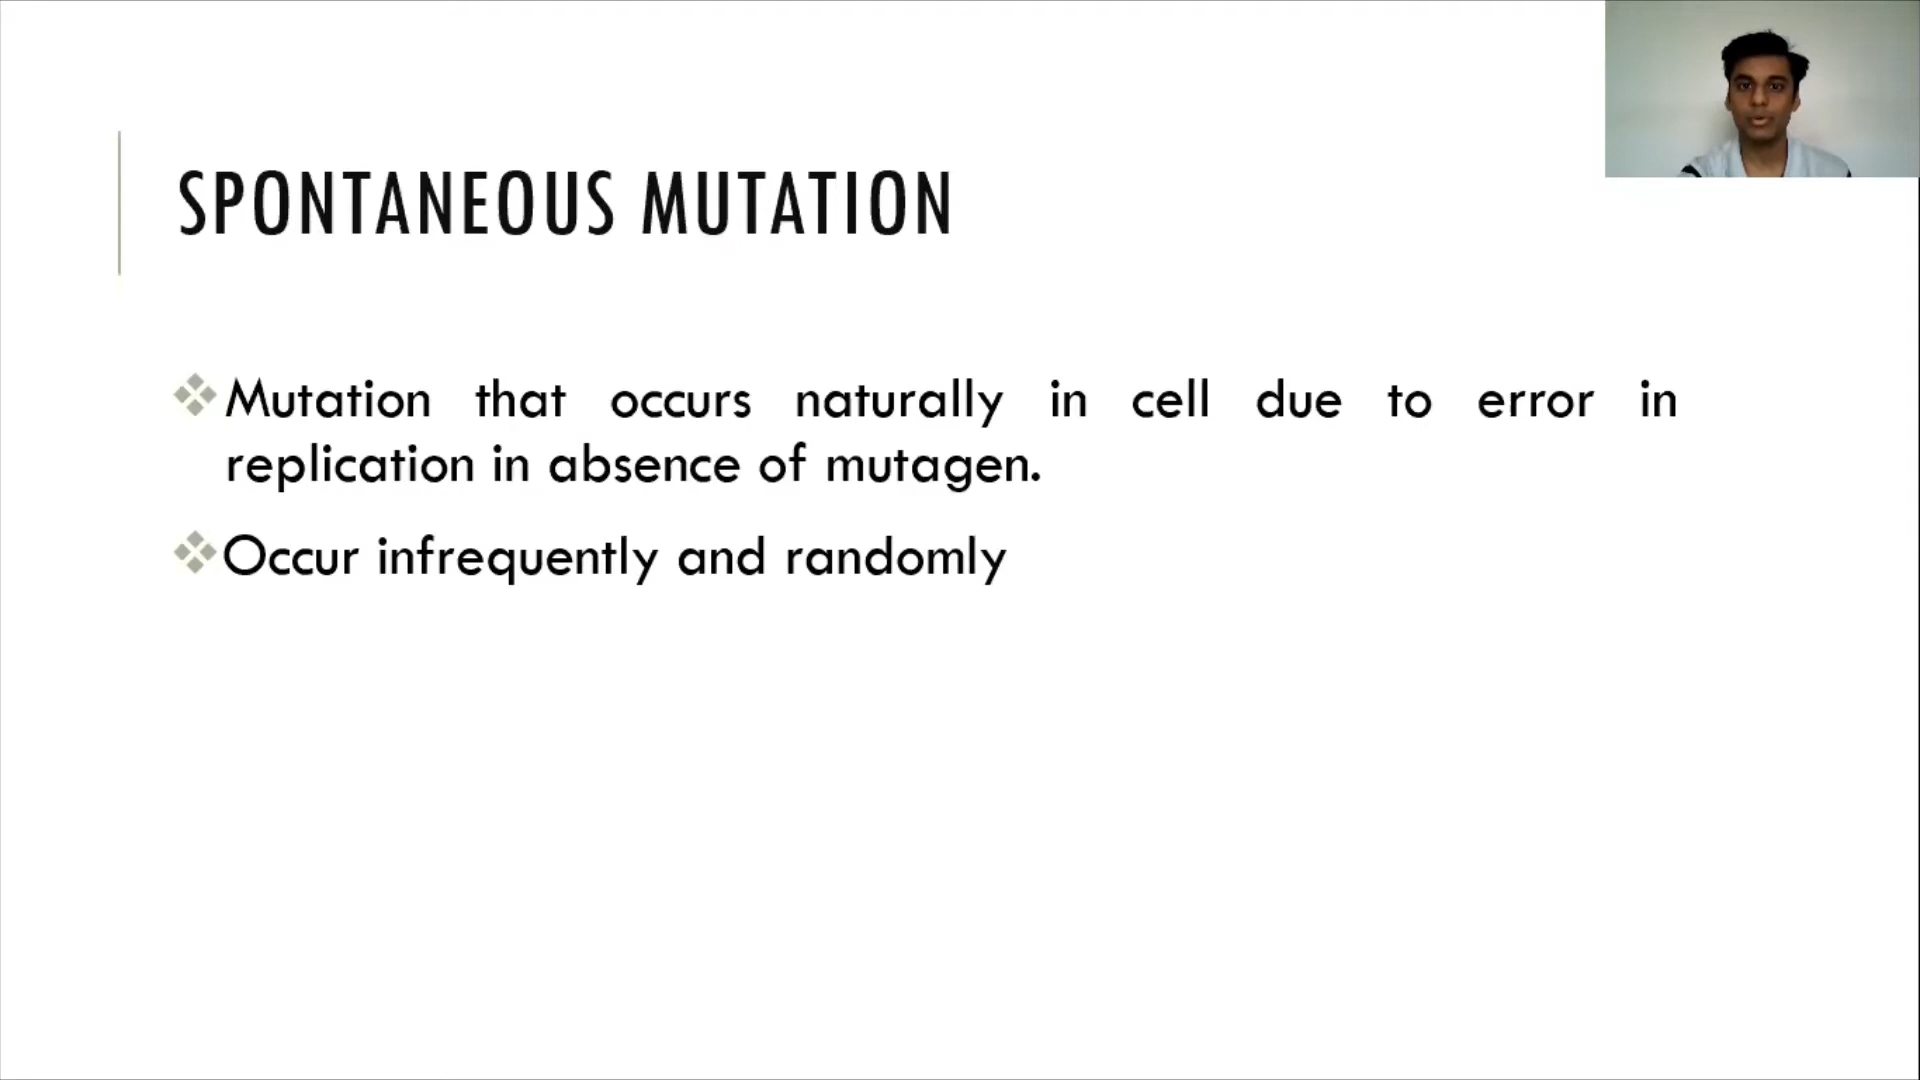 SPONTANEOUS MUTATION
Mutation that occurs naturally in cell due to error in
replication in absence of mutagen.
Occur infrequently and randomly